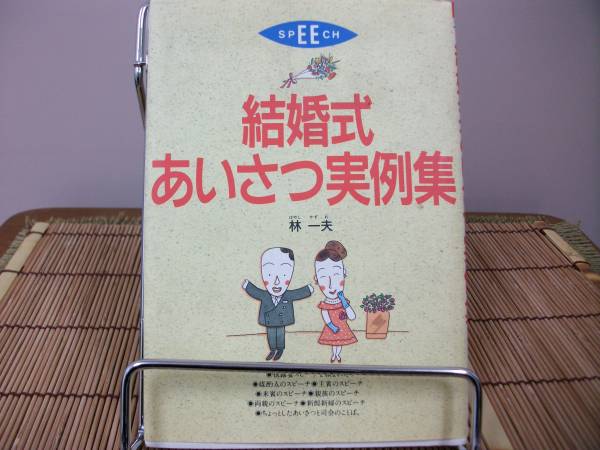 SPEECH
結婚式
あいさつ実例集
はやし かず お
林 一夫
◉媒酌人のスピーチ◉主賓のスピーチ
◉来賓のスピーチ◉親族のスピーチ
◉両親のスピーチ◉新郎新婦のスピーチ
◉ちょっとしたあいさつと司会のことば。